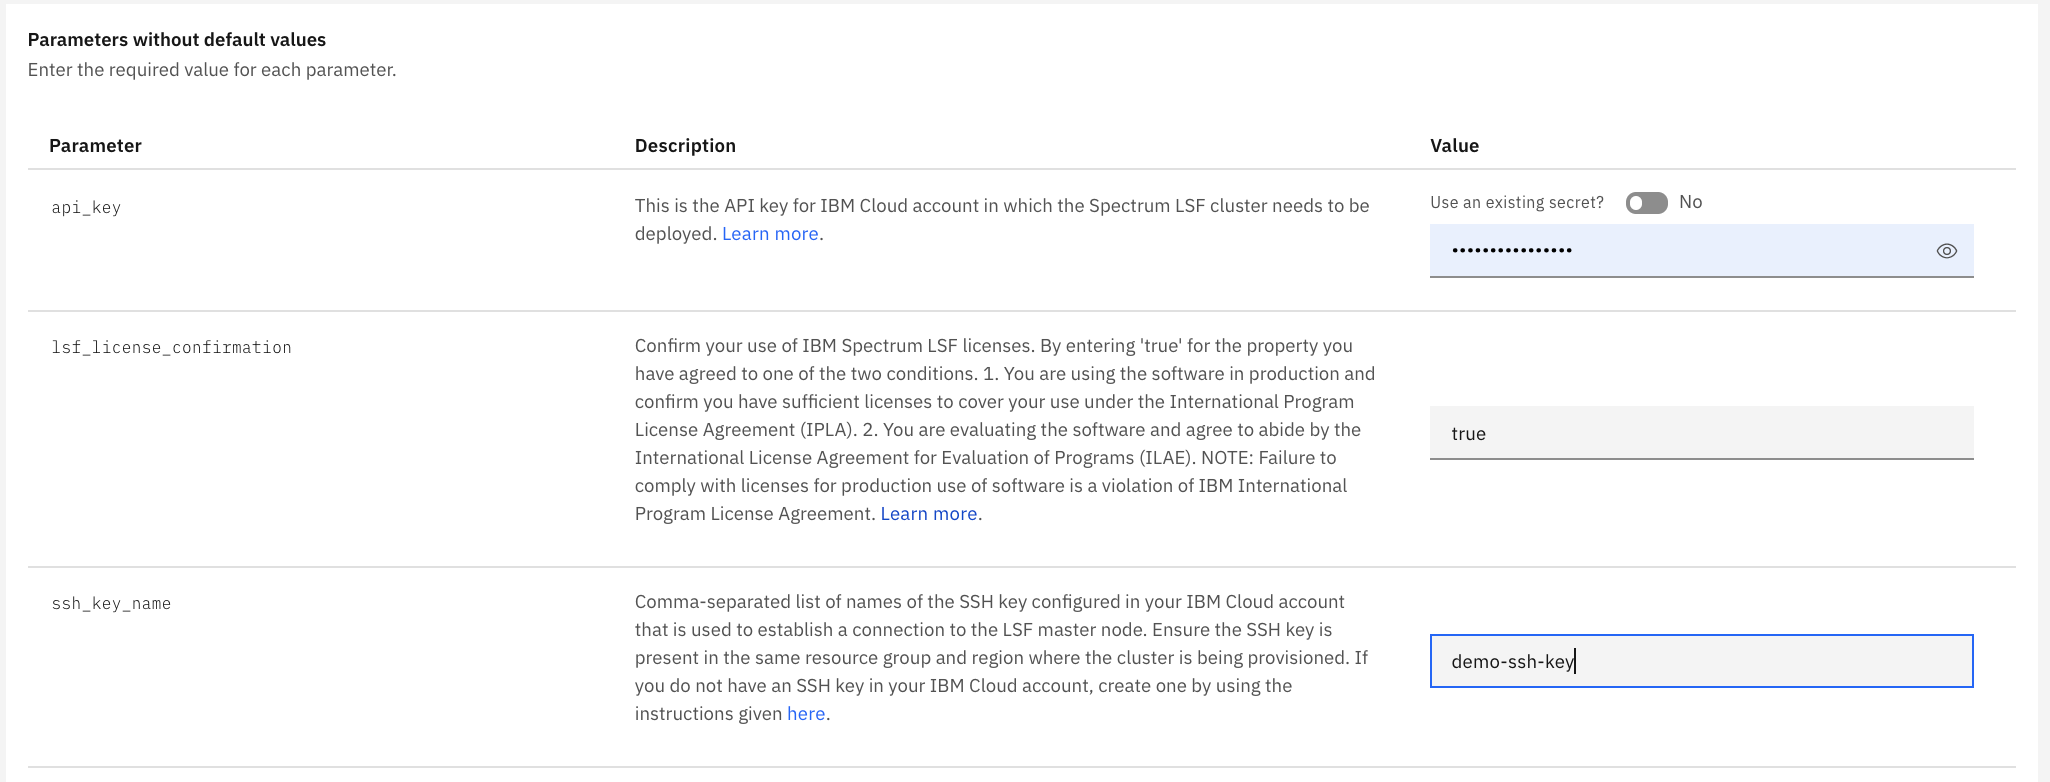 Parameters without default values
Enter the required value for each parameter.
Parameter Description Value
api_key
This is the API key for IBM Cloud account in which the Spectrum LSF cluster needs to be
deployed. Learn more.
Use an existing secret? No
••••••••••••••••
lsf_license_confirmation
Confirm your use of IBM Spectrum LSF licenses. By entering 'true' for the property you
have agreed to one of the two conditions. 1. You are using the software in production and
confirm you have sufficient licenses to cover your use under the International Program
License Agreement (IPLA). 2. You are evaluating the software and agree to abide by the
International License Agreement for Evaluation of Programs (ILAE). NOTE: Failure to
comply with licenses for production use of software is a violation of IBM International
Program License Agreement. Learn more.
true
ssh_key_name
Comma-separated list of names of the SSH key configured in your IBM Cloud account
that is used to establish a connection to the LSF master node. Ensure the SSH key is
present in the same resource group and region where the cluster is being provisioned. If
you do not have an SSH key in your IBM Cloud account, create one by using the
instructions given here.
demo-ssh-key